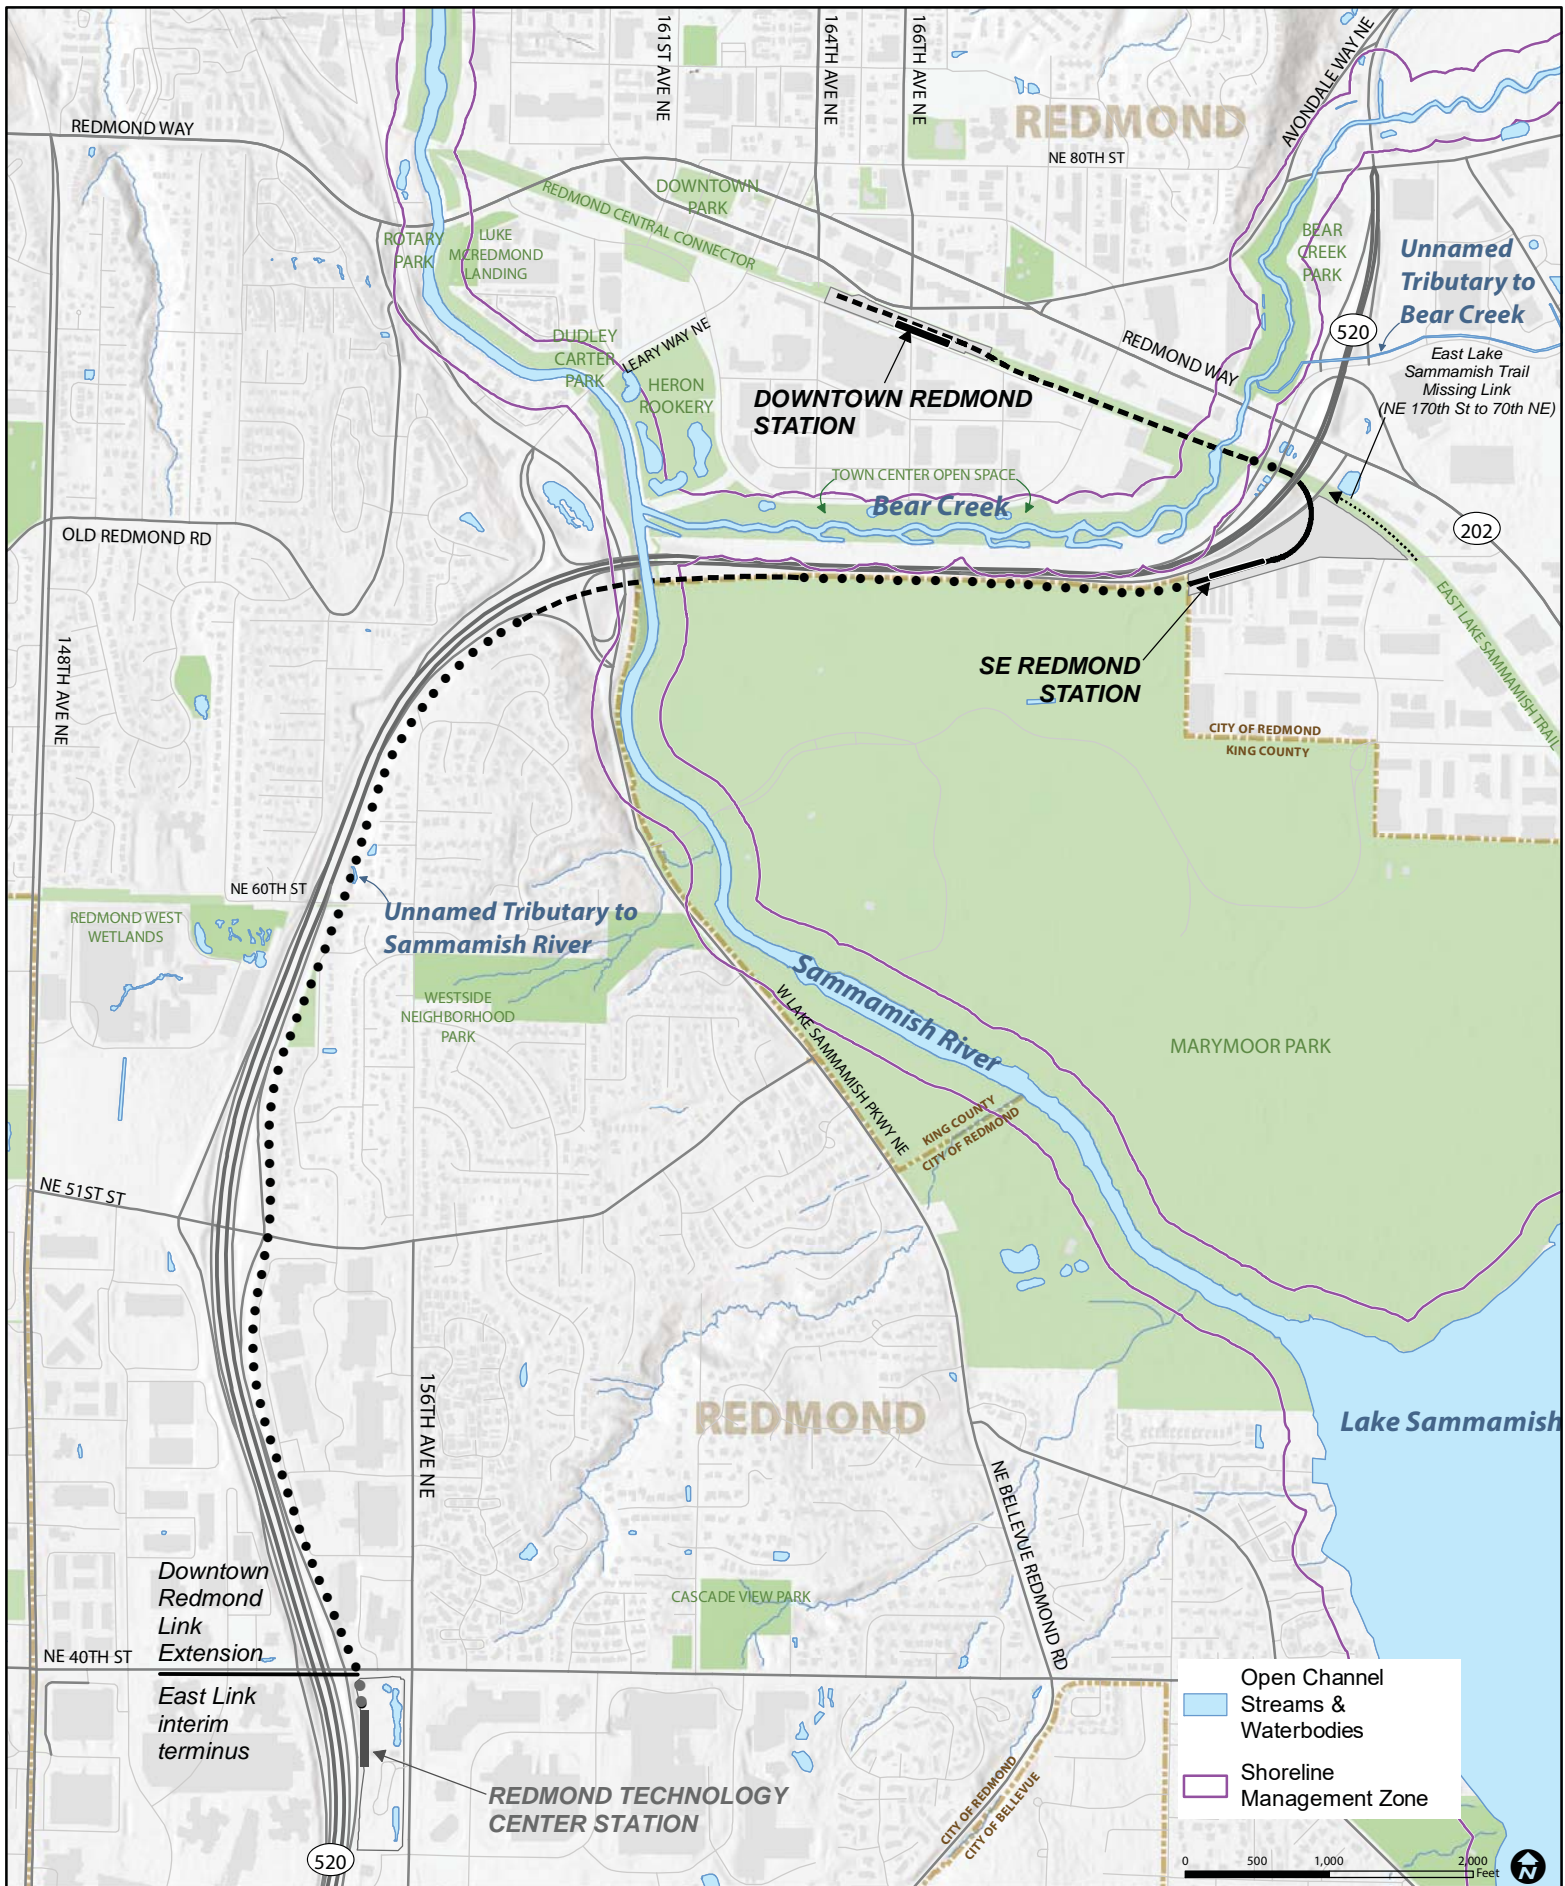 161ST AVE NE
164TH AVE NE
166TH AVE NE
AVONDALE WAY NE
REDMOND
REDMOND WAY
NE 80TH ST
DOWNTOWN
PARK
REDMOND CENTRAL CONNECTOR
ROTARY
PARK
LUKE
MCREDMOND
LANDING
BEAR
CREEK
PARK
Unnamed
Tributary to
Bear Creek
520
DUDLEY
CARTER
PARK
LEARY WAY NE
REDMOND WAY
East Lake
Sammamish Trail
Missing Link
(NE 170th St to 70th NE)
HERON
ROOKERY
DOWNTOWN REDMOND
STATION
TOWN CENTER OPEN SPACE
Bear Creek
202
OLD REDMOND RD
EAST LAKE SAMMAMISH TRAIL
148TH AVE NE
SE REDMOND
STATION
CITY OF REDMOND
KING COUNTY
NE 60TH ST
REDMOND WEST
WETLANDS
Unnamed Tributary to
Sammamish River
WESTSIDE
NEIGHBORHOOD
PARK
Sammamish River
W LAKE SAMMAMISH PKWY NE
MARYMOOR PARK
KING COUNTY
CITY OF REDMOND
NE 51ST ST
156TH AVE NE
REDMOND
Lake Sammamish
NE BELLEVUE REDMOND RD
Downtown
Redmond
Link
Extension
CASCADE VIEW PARK
NE 40TH ST
East Link
interim
terminus
REDMOND TECHNOLOGY
CENTER STATION
CITY OF REDMOND
CITY OF BELLEVUE
520
Open Channel
Streams &
Waterbodies
Shoreline
Management Zone
0 500 1,000 2,000
Feet
N